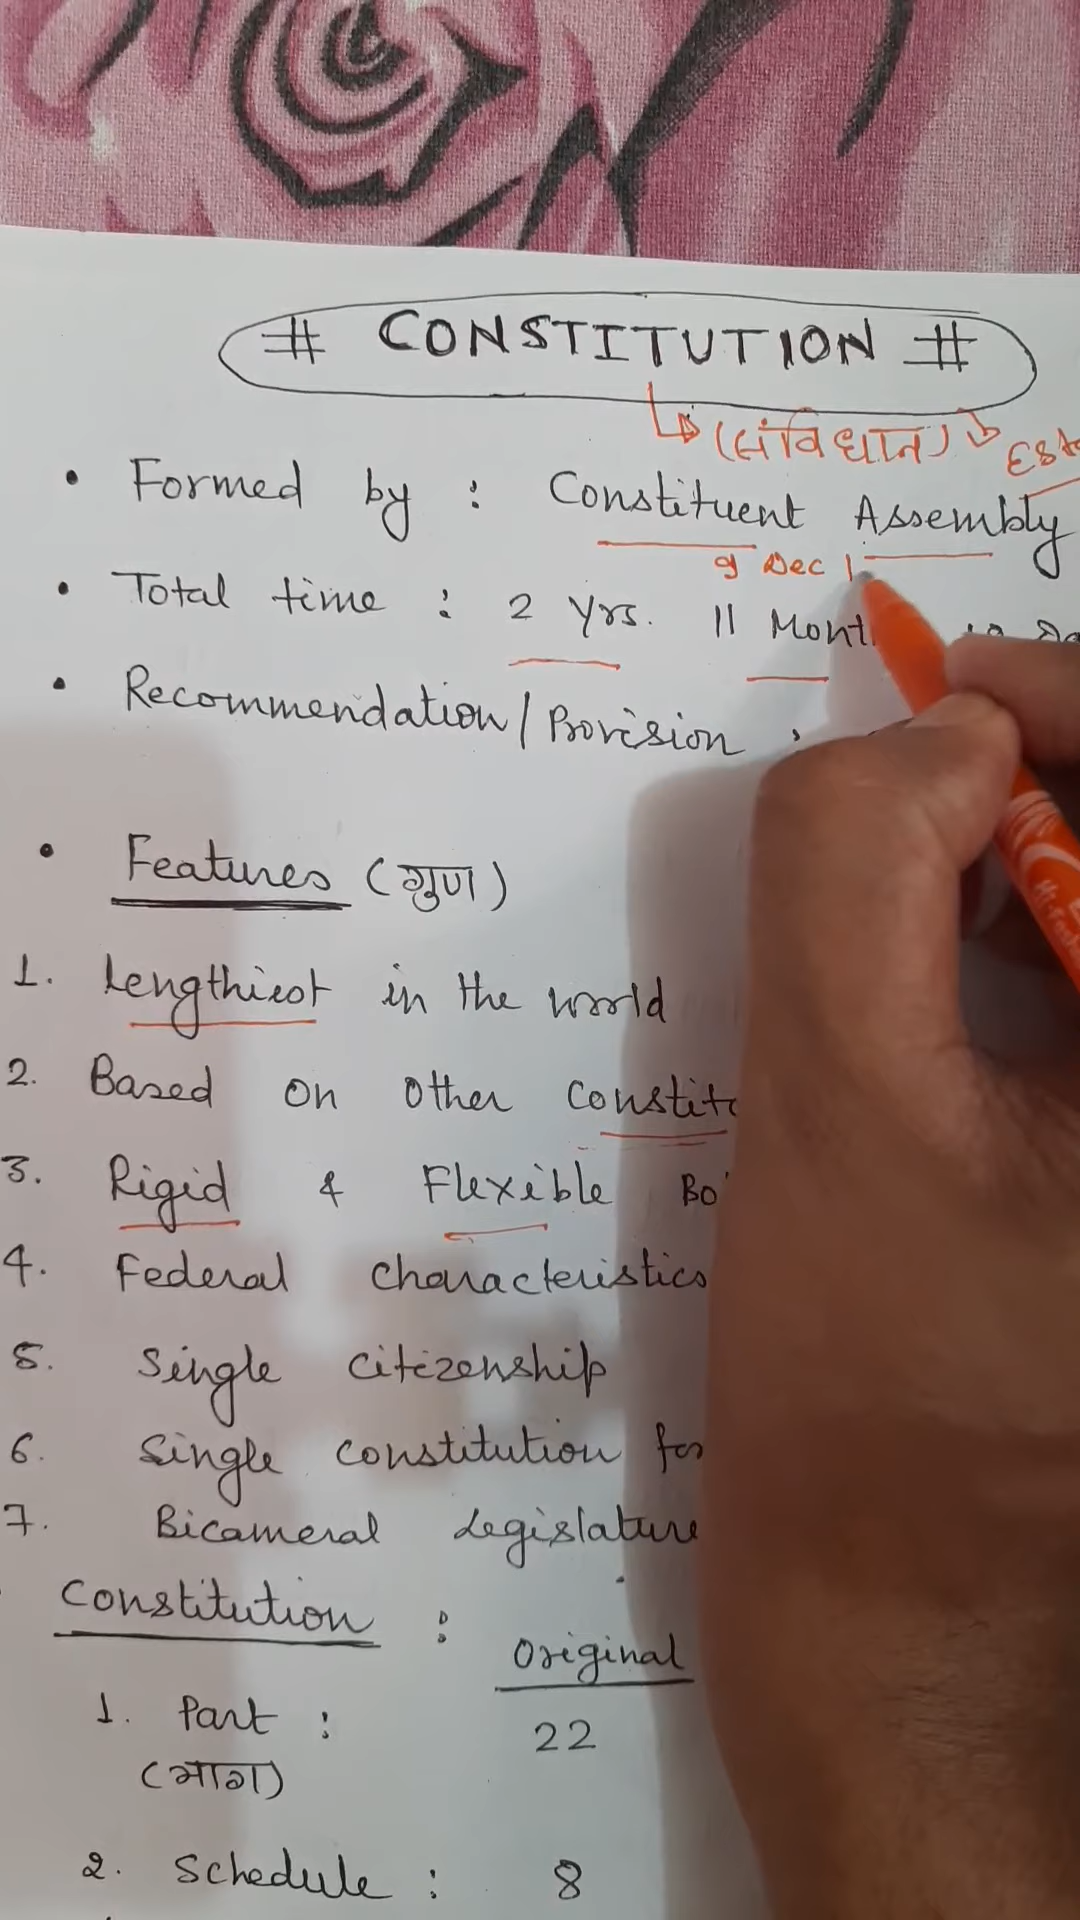 # CONSTITUTION #
(संविधान)
• Formed by : Constituent Assembly
9 Dec 1
• Total time : 2 yrs. 11
• Recommendation/Provision :
• Features (गुण)
1. Lengthiest in the world
2. Based on other
3. Rigid & Flexible
4. Federal characteristics
5. Single citizenship
6. Single constitution for
7. Bicameral Legislature
Constitution :
Original
1. Part : 22
(भाग)
2. Schedule : 8